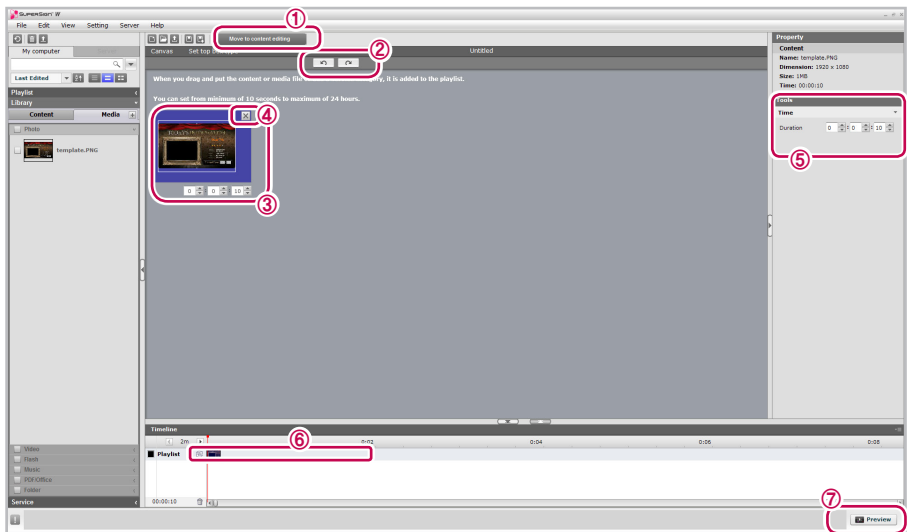 SuperSign W
File Edit View Setting Server Help
①
Move to content editing
Property
My computer
Canvas Set top
②
Untitled
Content
Name: template.PNG
Dimension: 1920 x 1080
Size: 1MB
Time: 00:00:10
Last Edited
When you drag and put the content or media file
it is added to the playlist.
Playlist
Library
You can set from minimum of 10 seconds to maximum of 24 hours.
Tools
Content Media
④
Time
Photo
Duration 0 : 0 : 10
template.PNG
⑤
0 0 10
③
Timeline
2m
⑥
0:02 0:04 0:06 0:08
Video
Playlist
Flash
Music
PDF/Office
Folder
Service
00:00:10
⑦
Preview